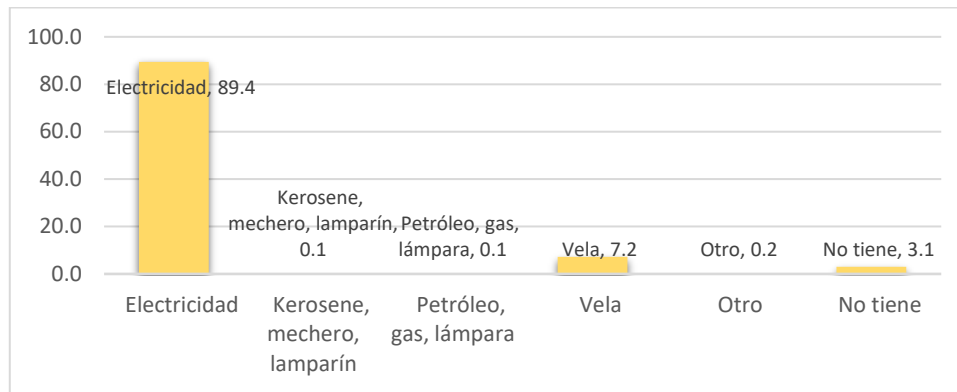 100.0
80.0
60.0
40.0
20.0
0.0
Electricidad, 89.4
Kerosene,
mechero, lamparín,
0.1
Petróleo, gas,
lámpara, 0.1
Vela, 7.2
Otro, 0.2
No tiene, 3.1
Electricidad
Kerosene,
mechero,
lamparín
Petróleo,
gas, lámpara
Vela
Otro
No tiene